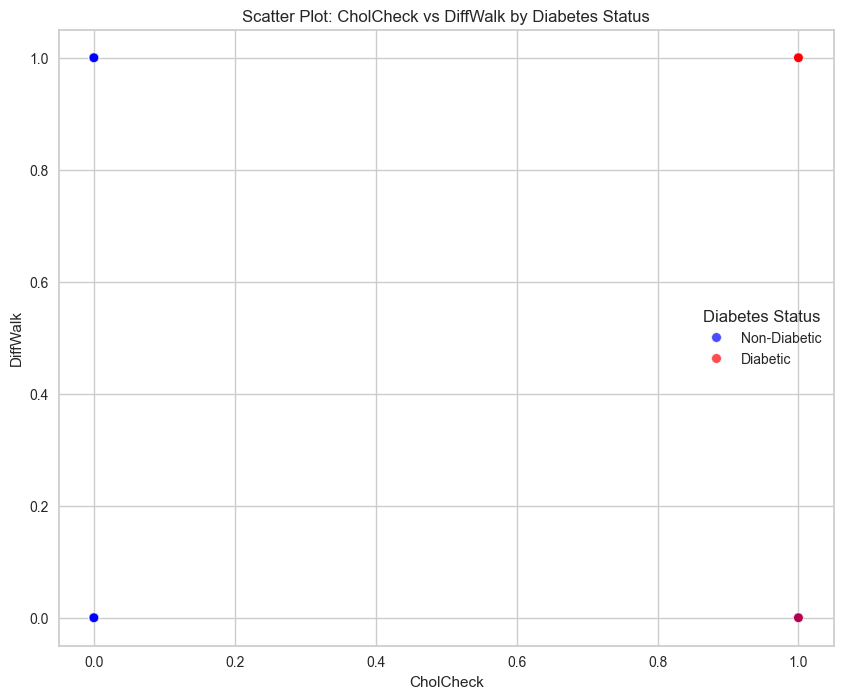 Scatter Plot: CholCheck vs DiffWalk by Diabetes Status
1.0
0.8
0.6
0.4
0.2
0.0
DiffWalk
Diabetes Status
Non-Diabetic
Diabetic
0.0 0.2 0.4 0.6 0.8 1.0
CholCheck